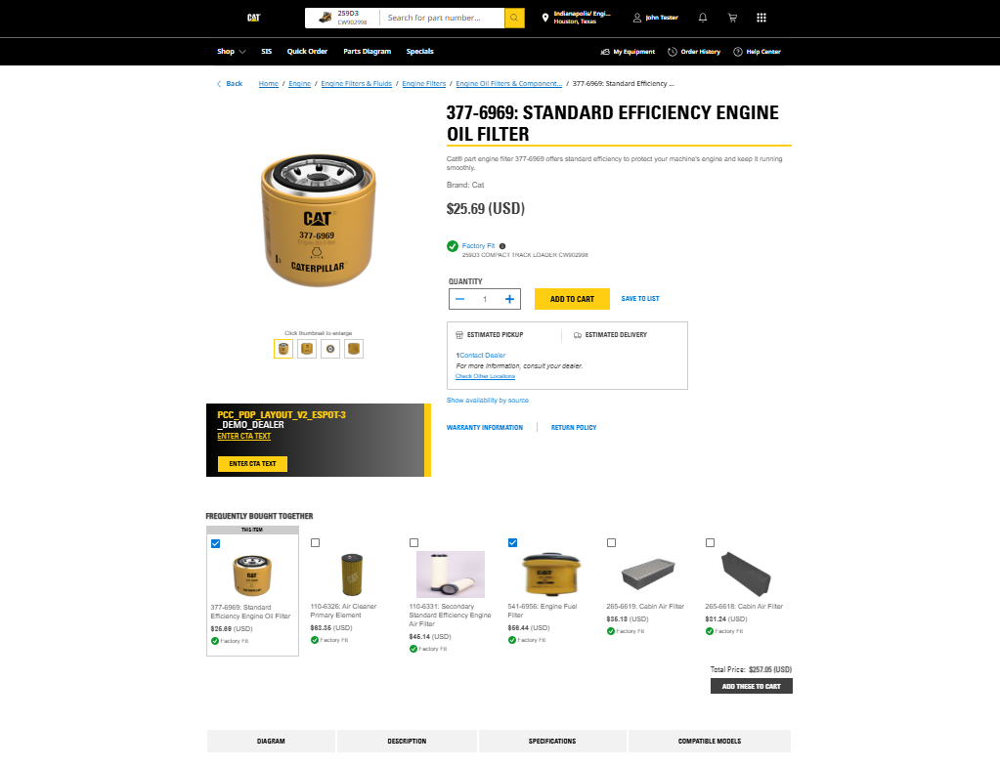 CAT
259D3
CW902998
Search for part number...
Indianapolis/ Engi...
Houston, Texas
John Tester
Shop
SIS
Quick Order
Parts Diagram
Specials
My Equipment
Order History
Help Center
Back
Home / Engine / Engine Filters & Fluids / Engine Filters / Engine Oil Filters & Component... / 377-6969: Standard Efficiency ...
377-6969: STANDARD EFFICIENCY ENGINE
OIL FILTER
Cat® part engine filter 377-6969 offers standard efficiency to protect your machine's engine and keep it running
smoothly.
Brand: Cat
$25.69 (USD)
CAT
377-6969
Engine Oil Filter
CATERPILLAR
Factory Fit
259D3 COMPACT TRACK LOADER CW902998
QUANTITY
1
ADD TO CART
SAVE TO LIST
Click thumbnail to enlarge
ESTIMATED PICKUP
ESTIMATED DELIVERY
1Contact Dealer
For more information, consult your dealer.
Check Other Locations
Show availability by source
WARRANTY INFORMATION
RETURN POLICY
PCC_PDP_LAYOUT_V2_ESPOT-3
_DEMO_DEALER
ENTER CTA TEXT
ENTER CTA TEXT
FREQUENTLY BOUGHT TOGETHER
THIS ITEM
377-6969: Standard
Efficiency Engine Oil Filter
$25.69 (USD)
Factory Fit
110-6326: Air Cleaner
Primary Element
$63.35 (USD)
Factory Fit
110-6331: Secondary
Standard Efficiency Engine
Air Filter
$45.14 (USD)
Factory Fit
541-6956: Engine Fuel
Filter
$56.44 (USD)
Factory Fit
265-6619: Cabin Air Filter
$35.13 (USD)
Factory Fit
265-6618: Cabin Air Filter
$31.24 (USD)
Factory Fit
Total Price: $257.05 (USD)
ADD THESE TO CART
DIAGRAM
DESCRIPTION
SPECIFICATIONS
COMPATIBLE MODELS